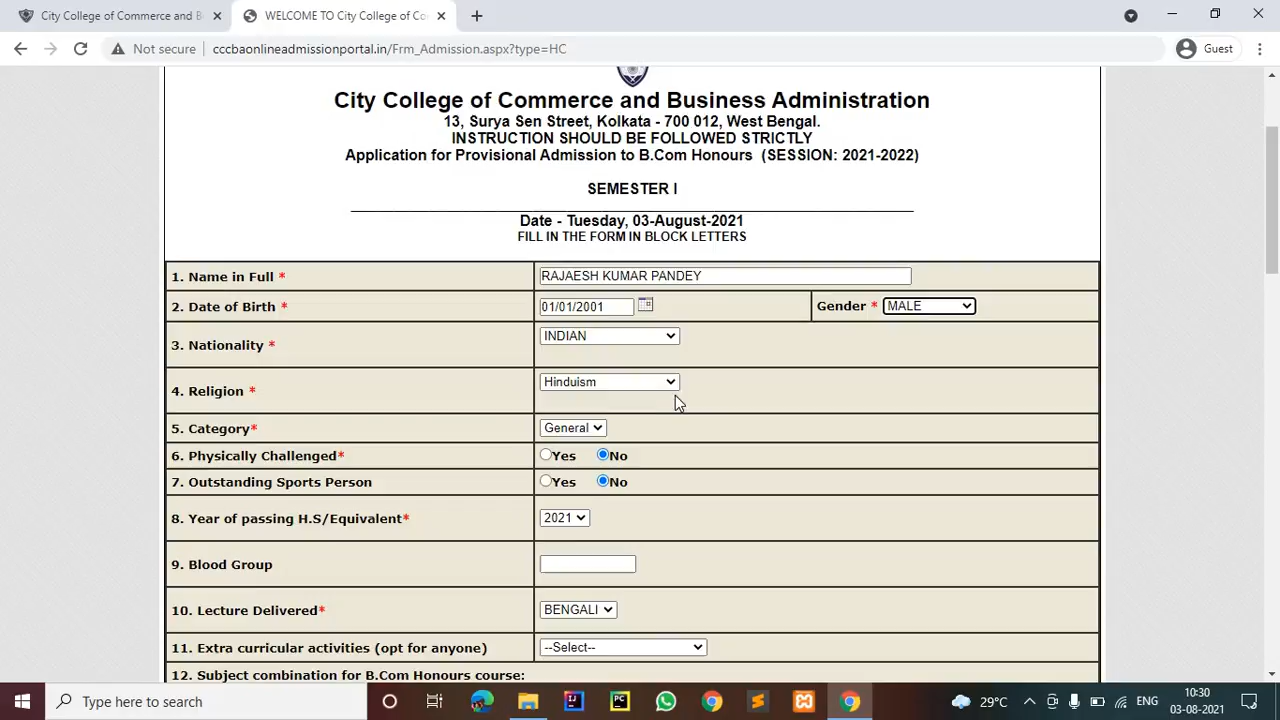 City College of Commerce and B
WELCOME TO City College of Co
Not secure
cccbaonlineadmissionportal.in/Frm_Admission.aspx?type=HC
Guest
City College of Commerce and Business Administration
13, Surya Sen Street, Kolkata - 700 012, West Bengal.
INSTRUCTION SHOULD BE FOLLOWED STRICTLY
Application for Provisional Admission to B.Com Honours (SESSION: 2021-2022)
SEMESTER I
Date - Tuesday, 03-August-2021
FILL IN THE FORM IN BLOCK LETTERS
1. Name in Full * RAJAESH KUMAR PANDEY
2. Date of Birth * 01/01/2001 Gender * MALE
3. Nationality * INDIAN
4. Religion * Hinduism
5. Category* General
6. Physically Challenged* Yes No
7. Outstanding Sports Person Yes No
8. Year of passing H.S/Equivalent* 2021
9. Blood Group
10. Lecture Delivered* BENGALI
11. Extra curricular activities (opt for anyone) --Select--
12. Subject combination for B.Com Honours course:
Type here to search
29°C
ENG
10:30
03-08-2021